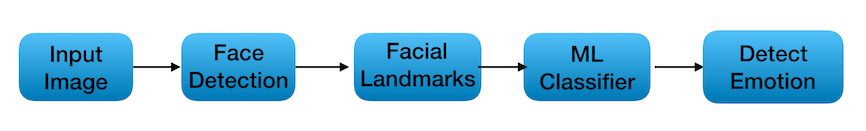 Input
Image
Face
Detection
Facial
Landmarks
ML
Classifier
Detect
Emotion